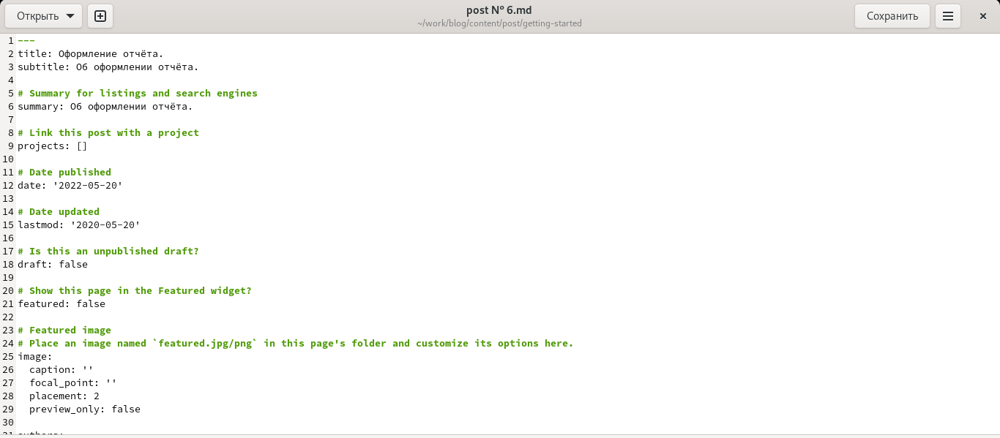 Открыть
post № 6.md
~/work/blog/content/post/getting-started
Сохранить
1 ---
2 title: Оформление отчёта.
3 subtitle: Об оформлении отчёта.
4
5 # Summary for listings and search engines
6 summary: Об оформлении отчёта.
7
8 # Link this post with a project
9 projects: []
10
11 # Date published
12 date: '2022-05-20'
13
14 # Date updated
15 lastmod: '2020-05-20'
16
17 # Is this an unpublished draft?
18 draft: false
19
20 # Show this page in the Featured widget?
21 featured: false
22
23 # Featured image
24 # Place an image named `featured.jpg/png` in this page's folder and customize its options here.
25 image:
26   caption: ''
27   focal_point: ''
28   placement: 2
29   preview_only: false
30
31 authors: